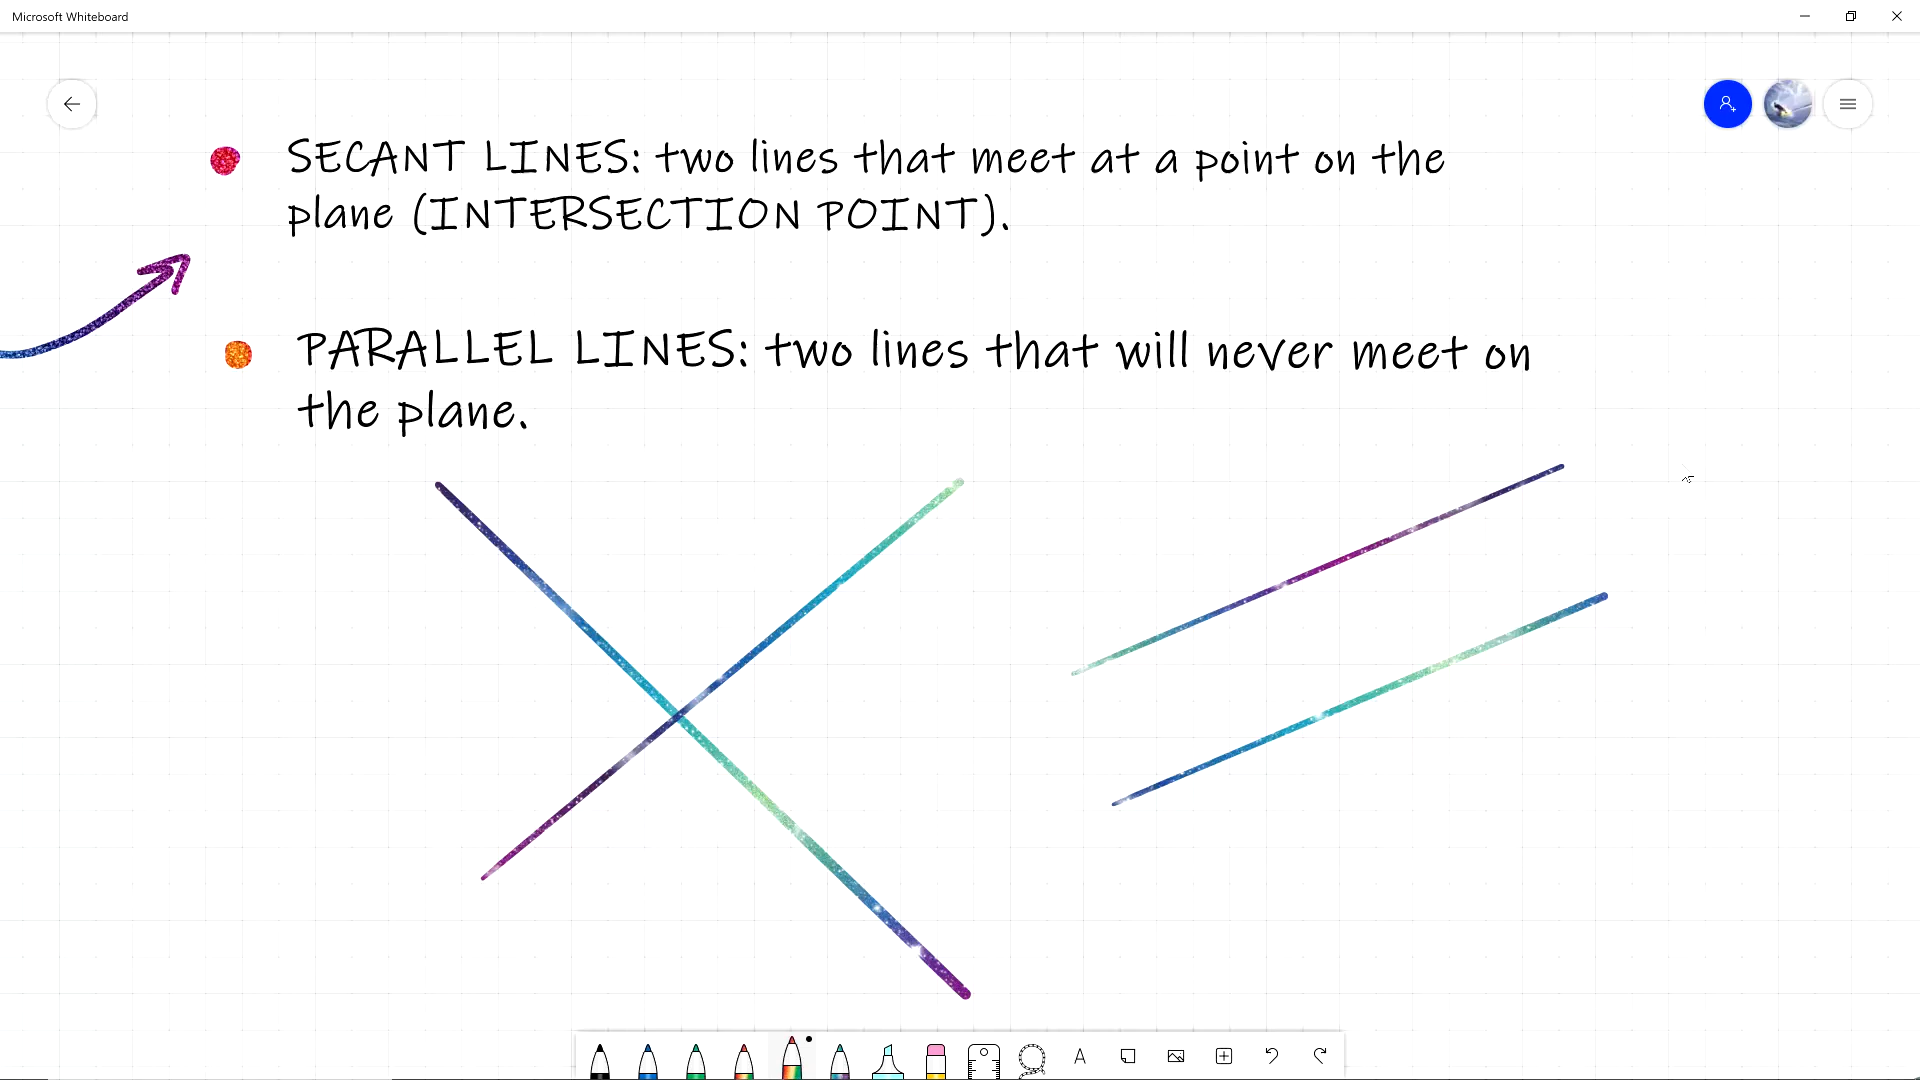 Microsoft Whiteboard
SECANT LINES: two lines that meet at a point on the
plane (INTERSECTION POINT).
PARALLEL LINES: two lines that will never meet on
the plane.